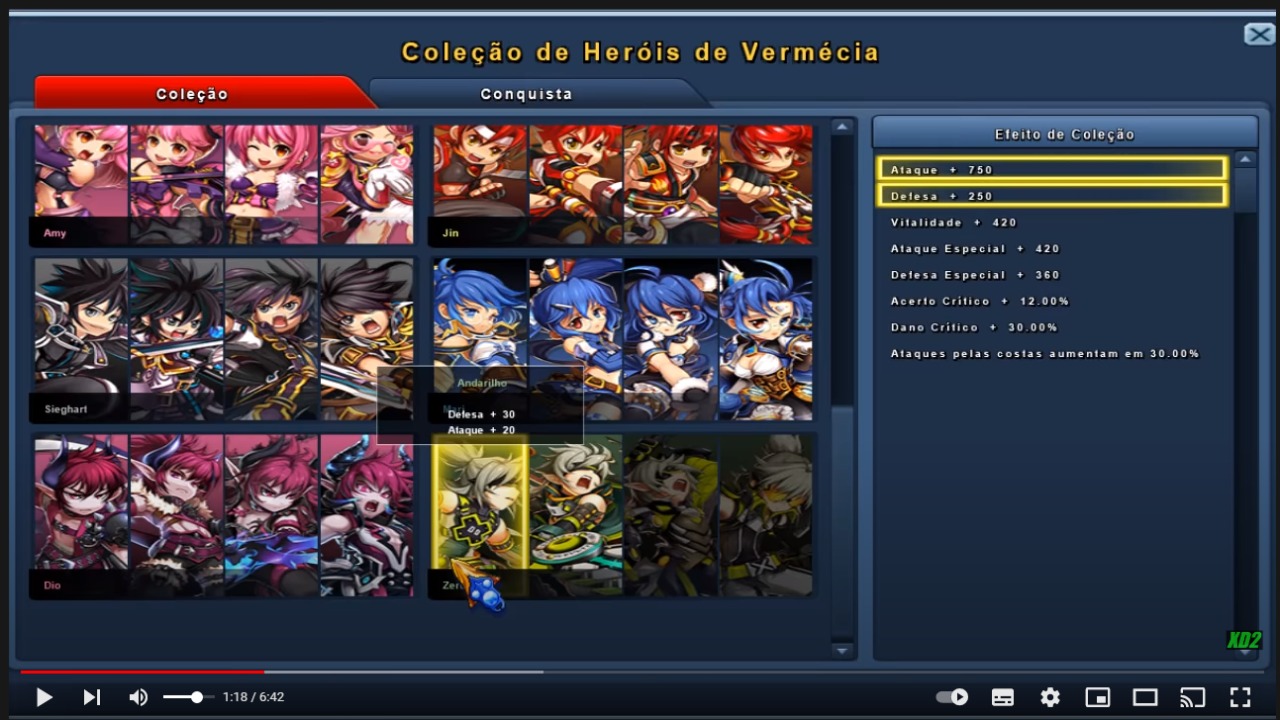 Coleção de Heróis de Vermécia
Coleção
Conquista
Efeito de Coleção
Ataque + 750
Defesa + 250
Vitalidade + 420
Ataque Especial + 420
Defesa Especial + 360
Acerto Crítico + 12.00%
Dano Crítico + 30.00%
Ataques pelas costas aumentam em 30.00%
Amy
Jin
Sieghart
Andarilho
Defesa + 30
Ataque + 20
Dio
XD2
1:18 / 6:42